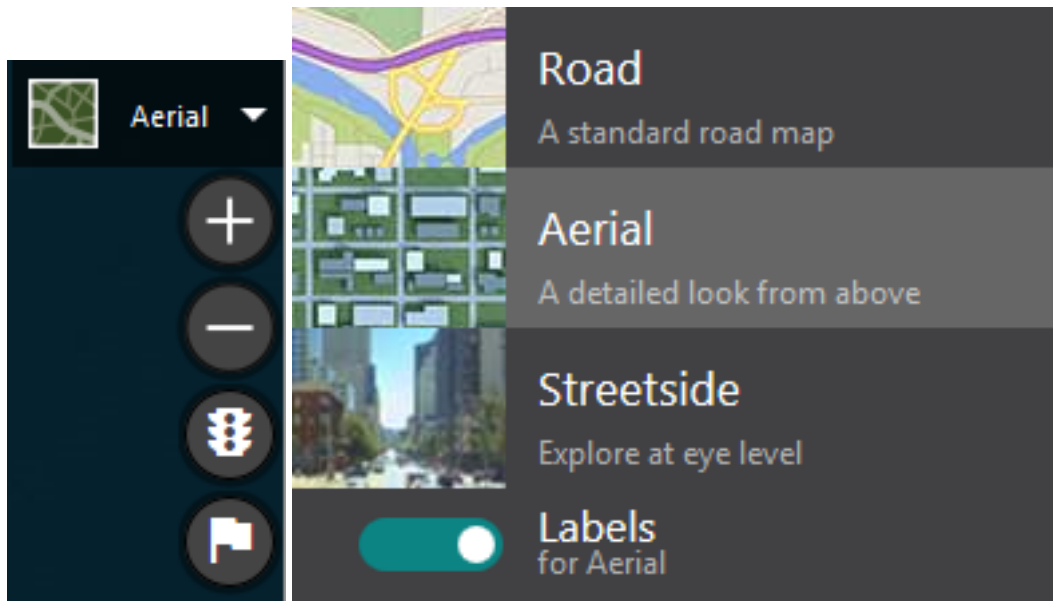 Aerial
Road
A standard road map
Aerial
A detailed look from above
Streetside
Explore at eye level
Labels
for Aerial